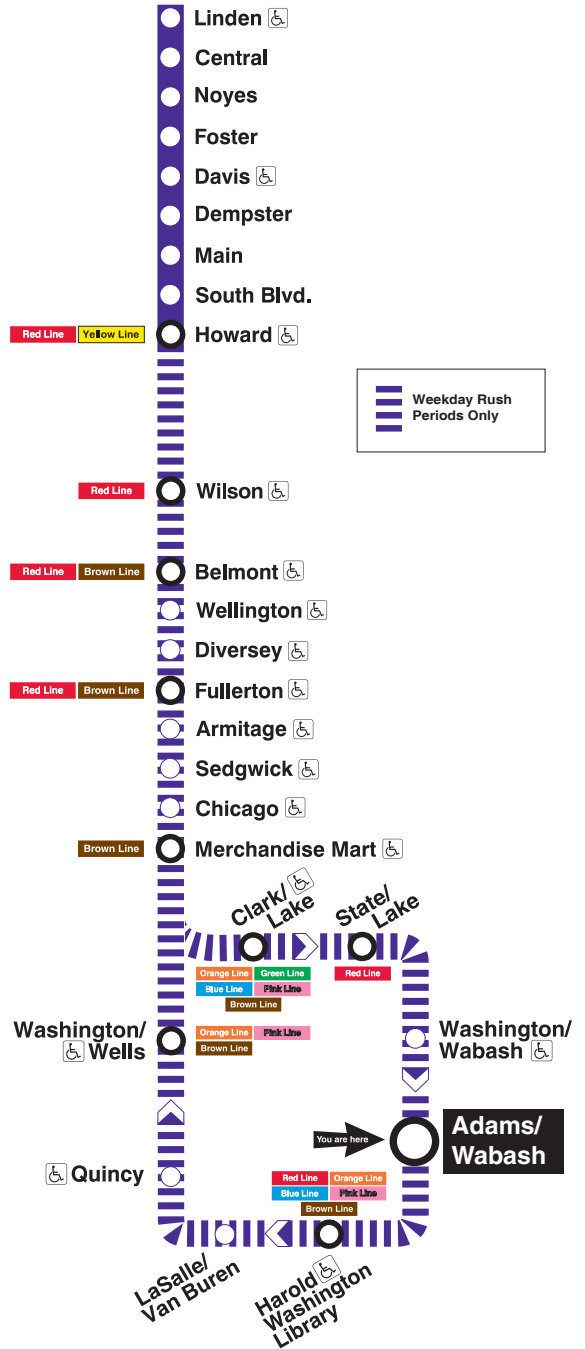 Linden
Central
Noyes
Foster
Davis
Dempster
Main
South Blvd.
Red Line Yellow Line Howard
Weekday Rush
Periods Only
Red Line Wilson
Red Line Brown Line Belmont
Wellington
Diversey
Red Line Brown Line Fullerton
Armitage
Sedgwick
Chicago
Brown Line Merchandise Mart
Clark/
Lake
State/
Lake
Orange Line Green Line
Blue Line Pink Line
Brown Line
Red Line
Washington/
Wells
Orange Line Pink Line
Brown Line
Washington/
Wabash
You are here
Adams/
Wabash
Quincy
Red Line Orange Line
Blue Line Pink Line
Brown Line
LaSalle/
Van Buren
Harold
Washington
Library